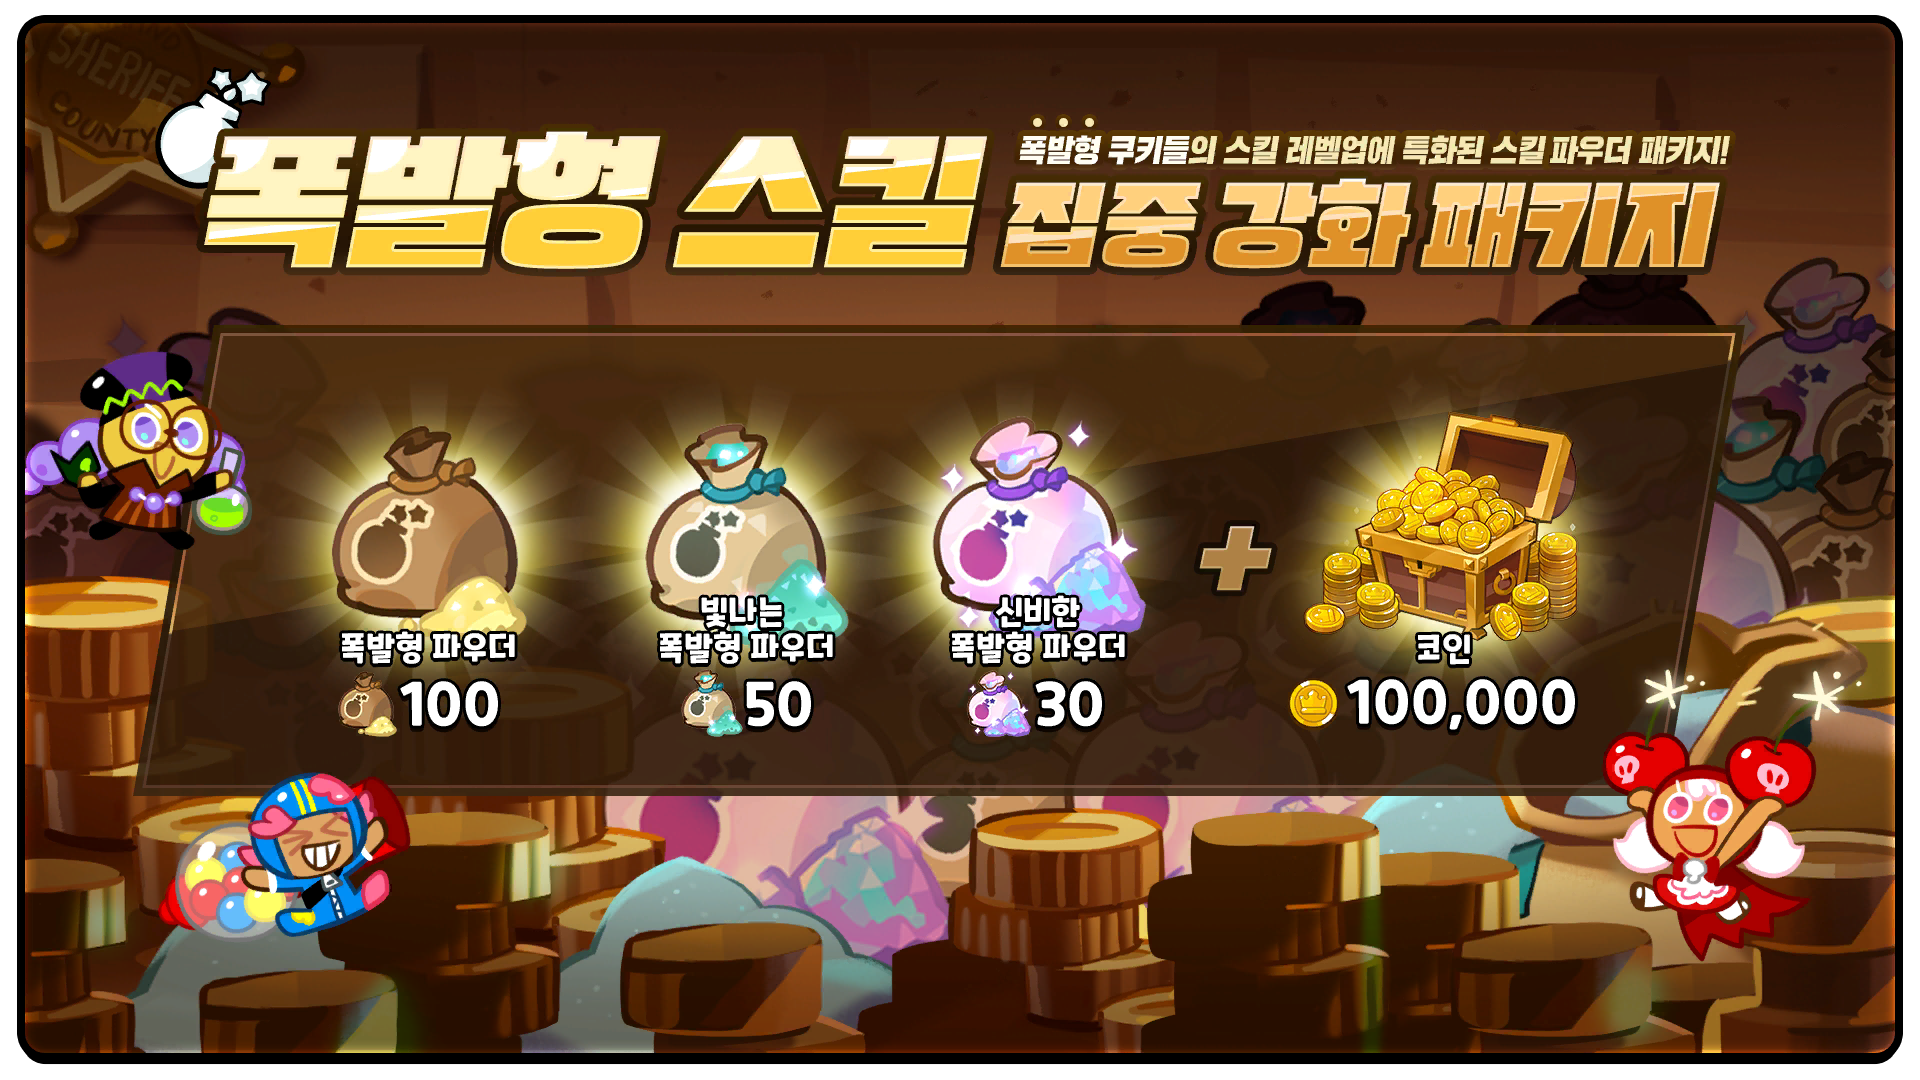 SHERIFF
COUNTY
폭발형 쿠키들의 스킬 레벨업에 특화된 스킬 파우더 패키지!
폭발형 스킬 집중 강화 패키지
폭발형 파우더
100
빛나는
폭발형 파우더
50
신비한
폭발형 파우더
30
+
코인
100,000